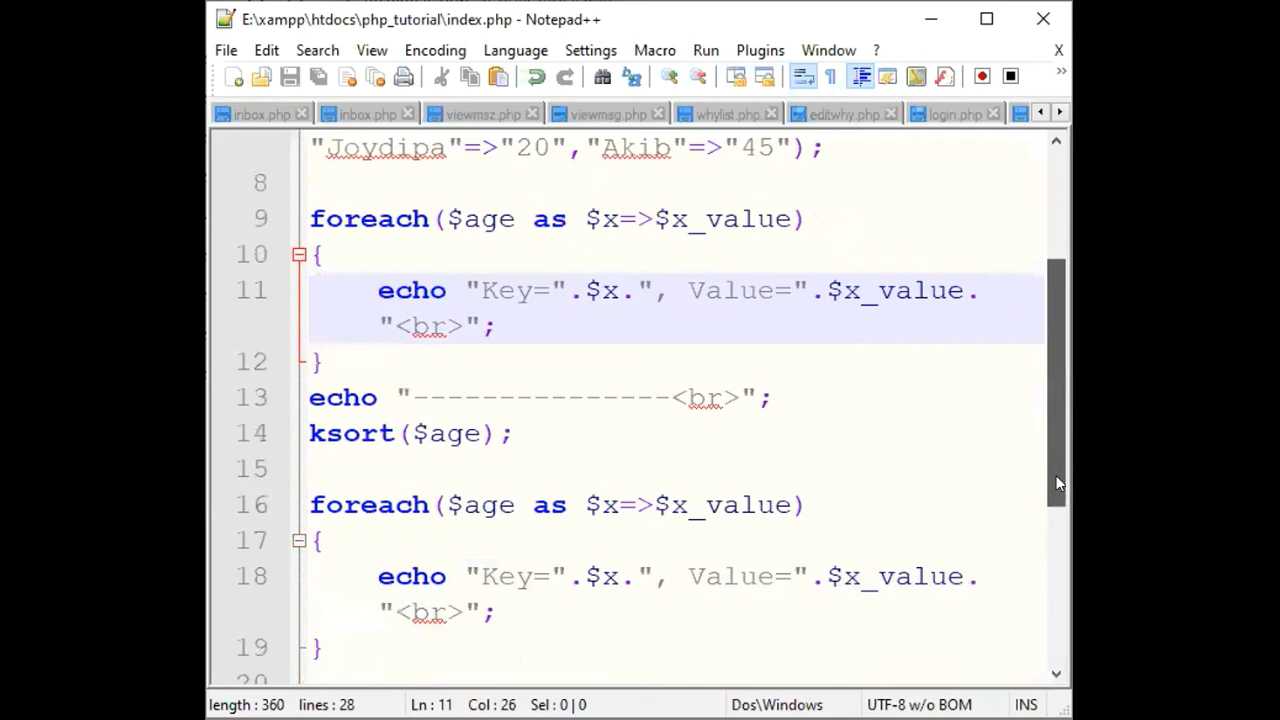 E:\xampp\htdocs\php_tutorial\index.php - Notepad++
File Edit Search View Encoding Language Settings Macro Run Plugins Window ? X
inbox.php inbox.php viewmsz.php viewmsg.php whylist.php editwhy.php login.php
"Joydipa"=>"20","Akib"=>"45");
8
9 foreach($age as $x=>$x_value)
10 {
11 echo "Key=".$x.", Value=".$x_value.
"<br>";
12 }
13 echo "---------------<br>";
14 ksort($age);
15
16 foreach($age as $x=>$x_value)
17 {
18 echo "Key=".$x.", Value=".$x_value.
"<br>";
19 }
20
length : 360 lines : 28 Ln : 11 Col : 26 Sel : 0 | 0 Dos\Windows UTF-8 w/o BOM INS